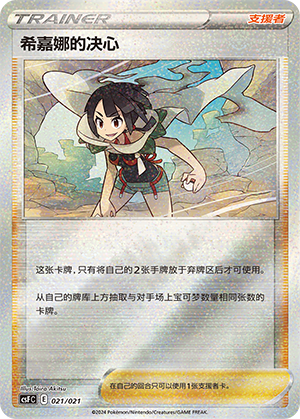 TRAINER
支援者
希嘉娜的决心
这张卡牌,只有将自己的2张手牌放于弃牌区后才可使用。
从自己的牌库上方抽取与对手场上宝可梦数量相同张数的
卡牌。
Illus. Taira Akitsu
csFC E 021/021
在自己的回合只可以使用1张支援者卡。
©2024 Pokémon/Nintendo/Creatures/GAME FREAK.